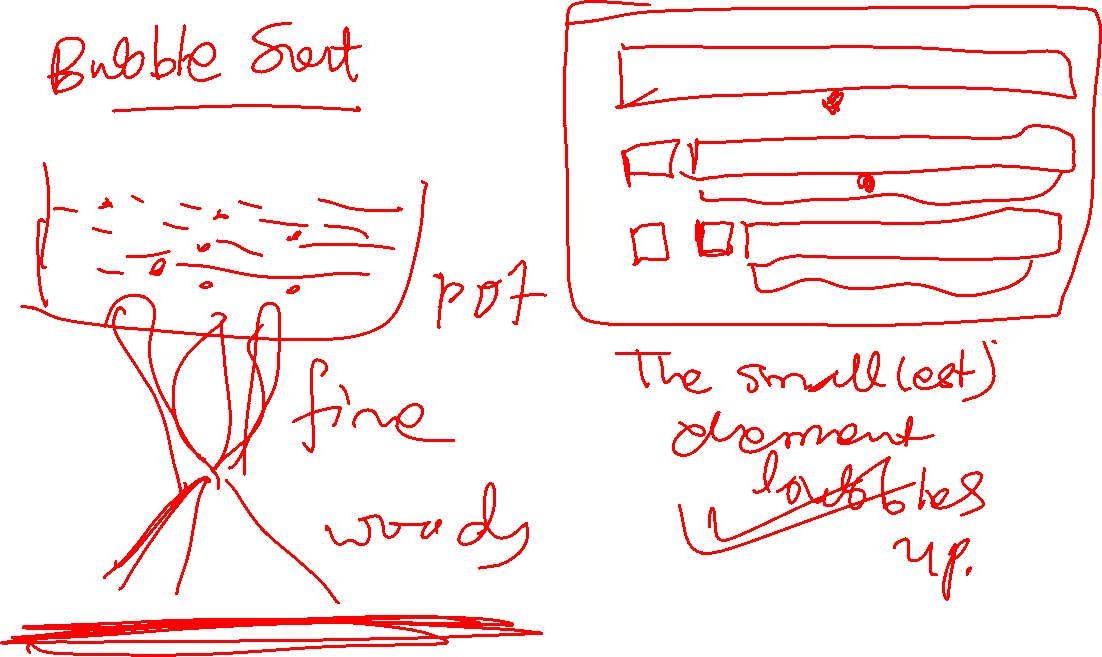 Bubble Sort
pot
fire
woods
The small(est)
element
bubbles
up.